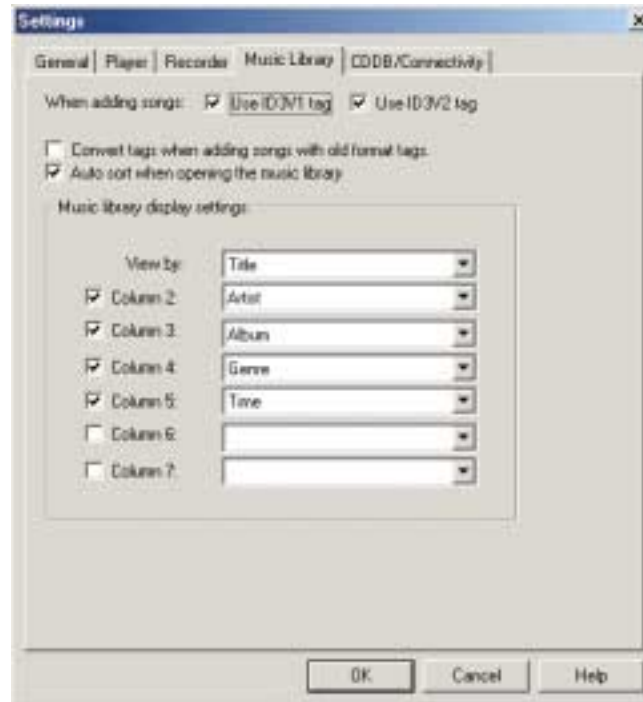 Settings
General Player Recorder Music Library CDDB/Connectivity
When adding songs: Use ID3V1 tag Use ID3V2 tag
Convert tags when adding songs with old format tags.
Auto sort when opening the music library
Music library display settings:
View by: Title
Column 2: Artist
Column 3: Album
Column 4: Genre
Column 5: Time
Column 6:
Column 7:
OK Cancel Help